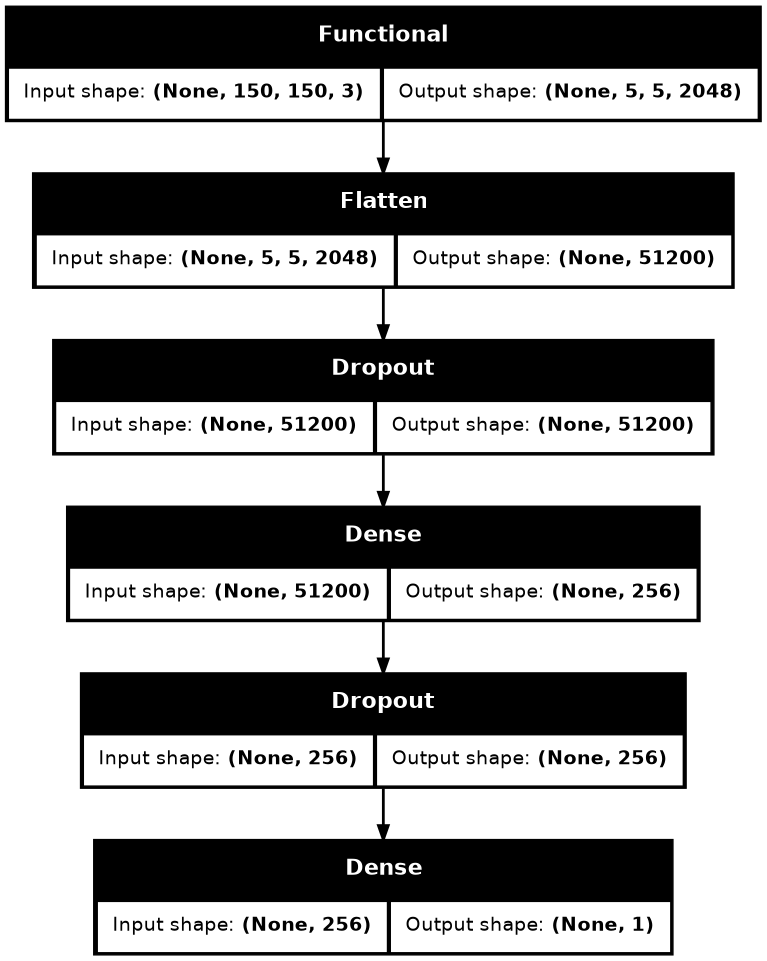 Functional
Input shape: (None, 150, 150, 3) Output shape: (None, 5, 5, 2048)
Flatten
Input shape: (None, 5, 5, 2048) Output shape: (None, 51200)
Dropout
Input shape: (None, 51200) Output shape: (None, 51200)
Dense
Input shape: (None, 51200) Output shape: (None, 256)
Dropout
Input shape: (None, 256) Output shape: (None, 256)
Dense
Input shape: (None, 256) Output shape: (None, 1)